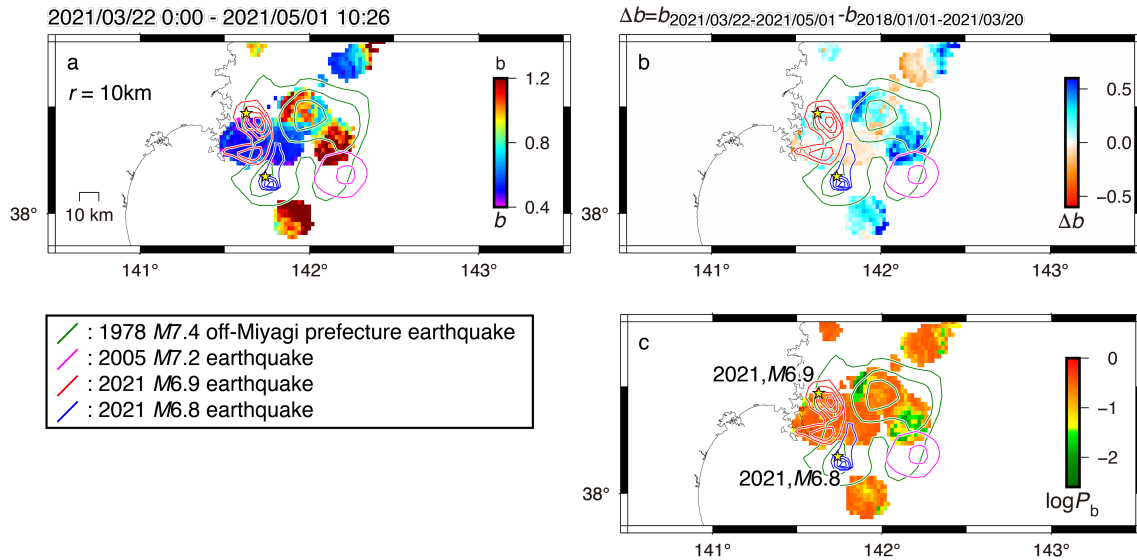 2021/03/22 0:00 - 2021/05/01 10:26
Δb=b2021/03/22-2021/05/01-b2018/01/01-2021/03/20
a
r = 10km
b
1.2
0.8
0.4
b
10 km
38°
141°
142°
143°
b
0.5
0.0
−0.5
Δb
141°
142°
143°
: 1978 M7.4 off-Miyagi prefecture earthquake
: 2005 M7.2 earthquake
: 2021 M6.9 earthquake
: 2021 M6.8 earthquake
c
2021, M6.9
2021, M6.8
0
−1
−2
logPb
38°
141°
142°
143°